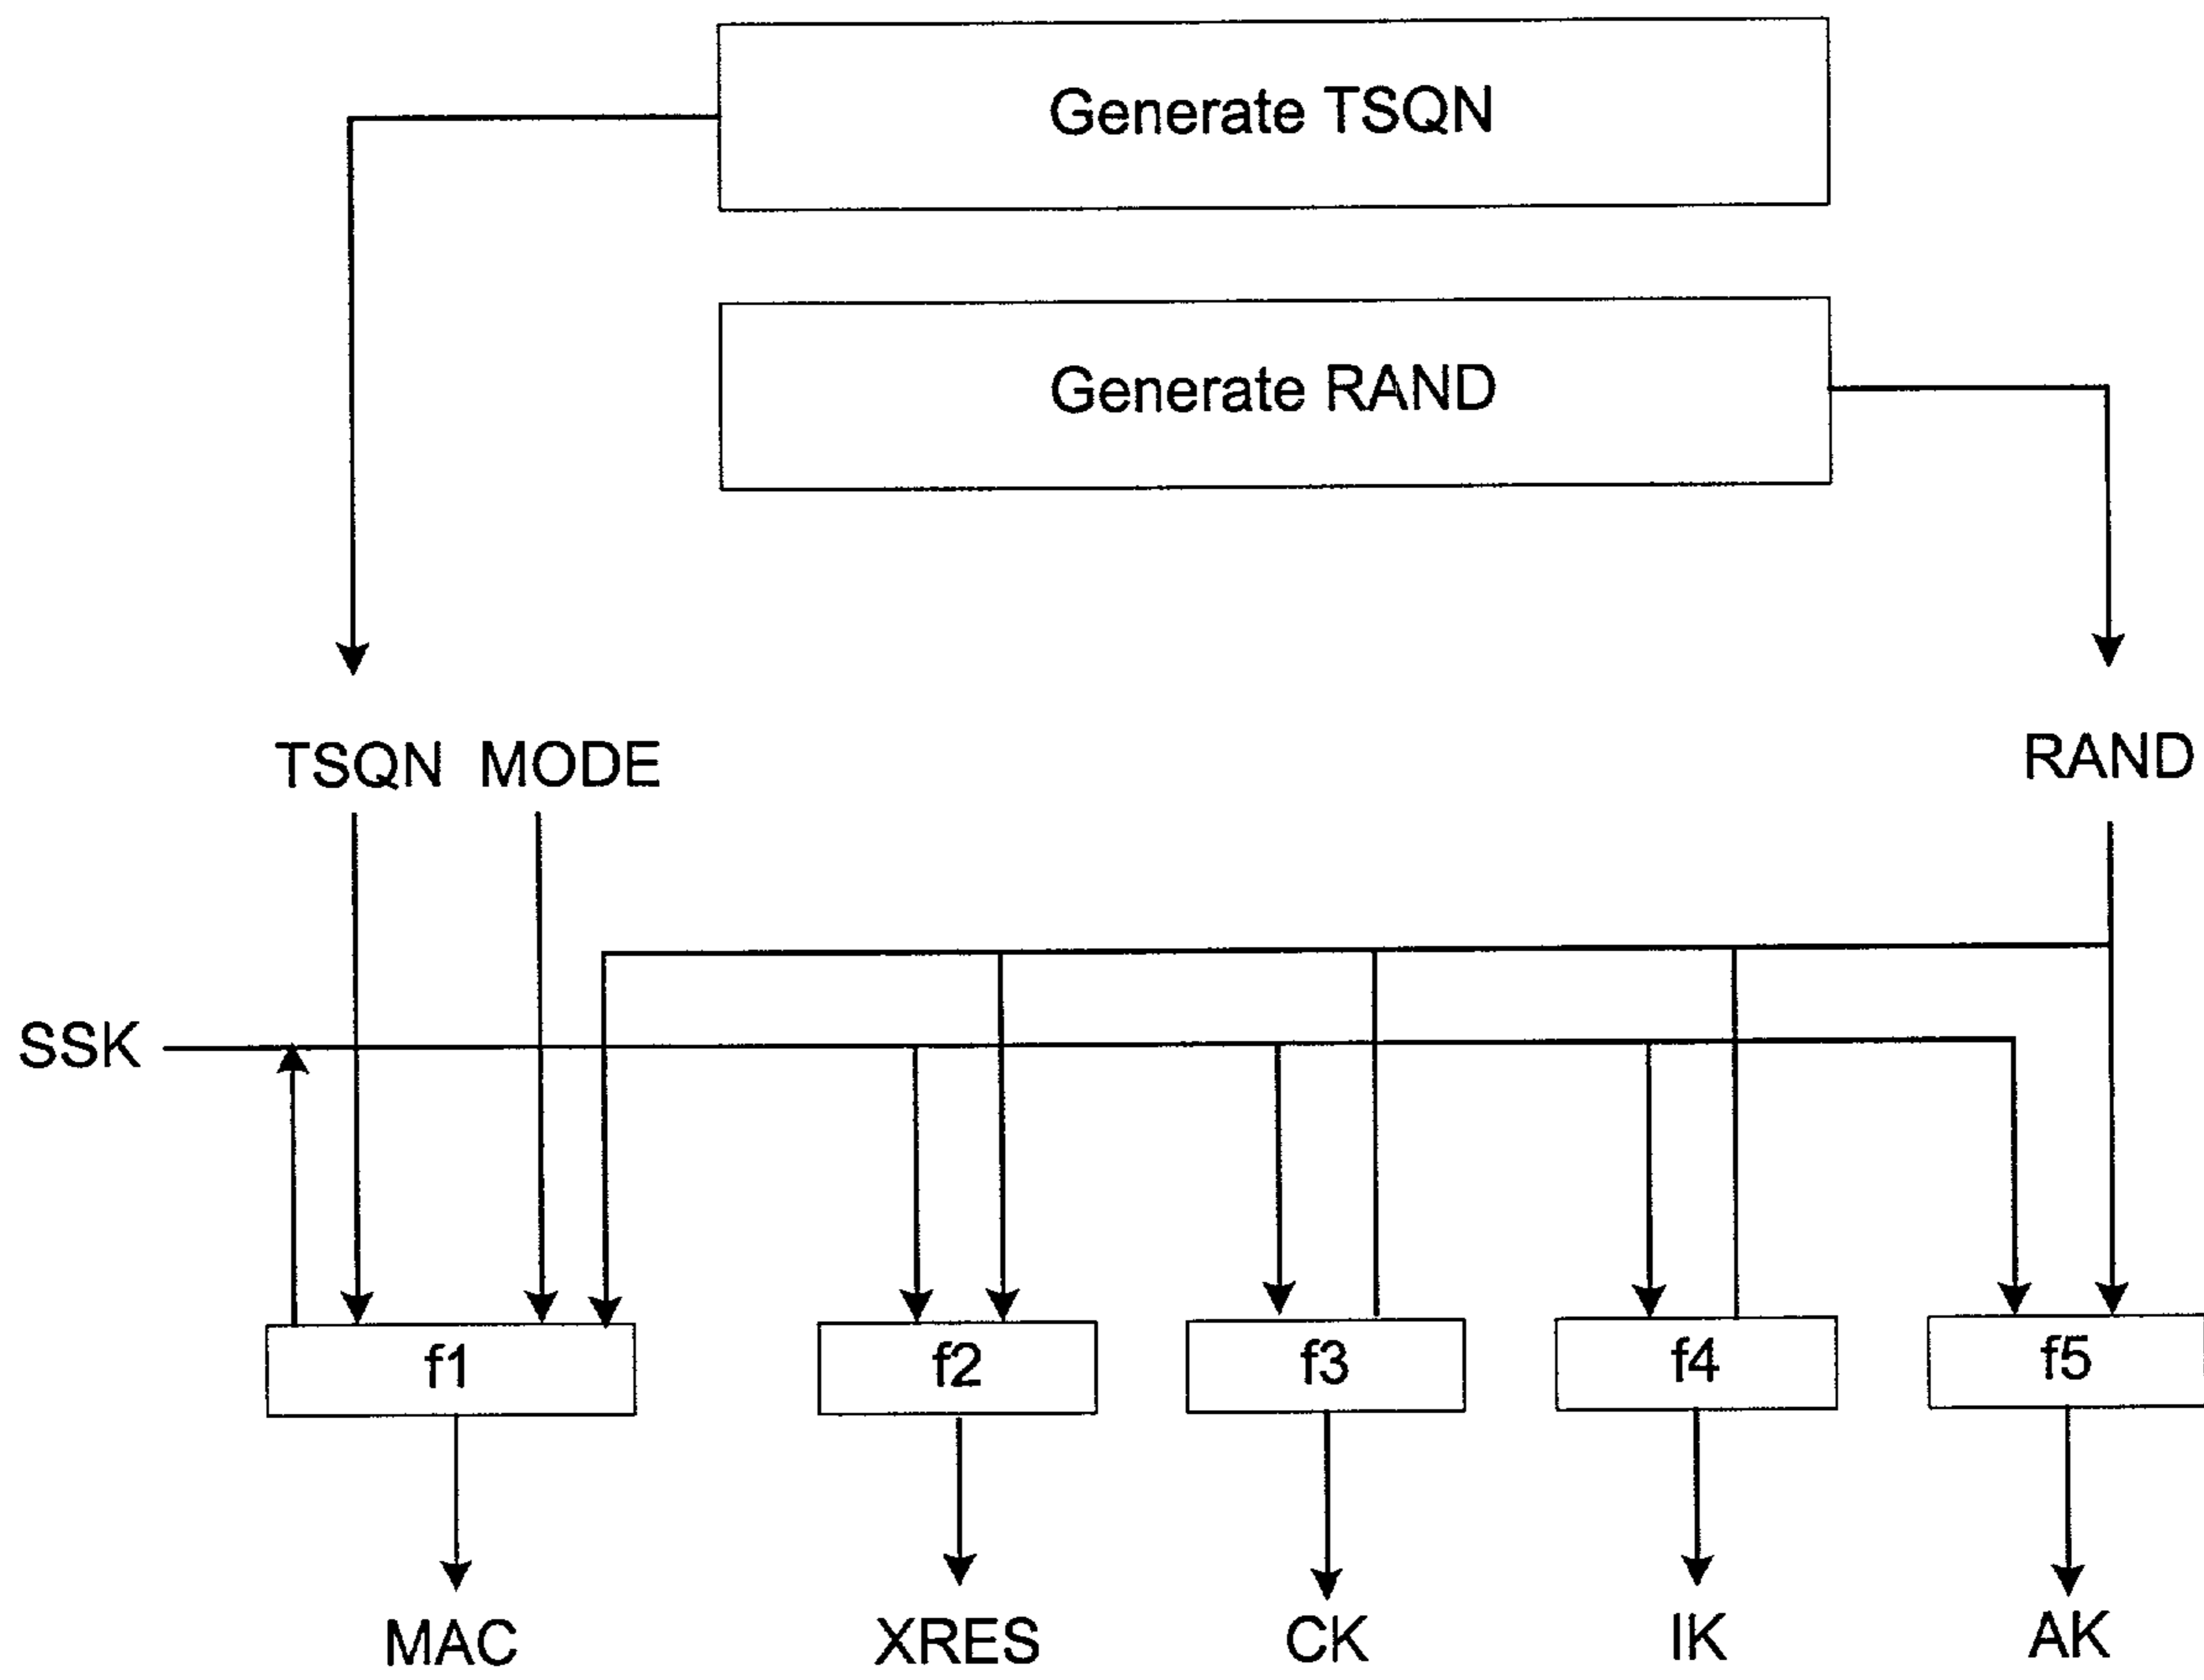 Generate TSQN
Generate RAND
TSQN MODE
RAND
SSK
f1
f2
f3
f4
f5
MAC
XRES
CK
IK
AK